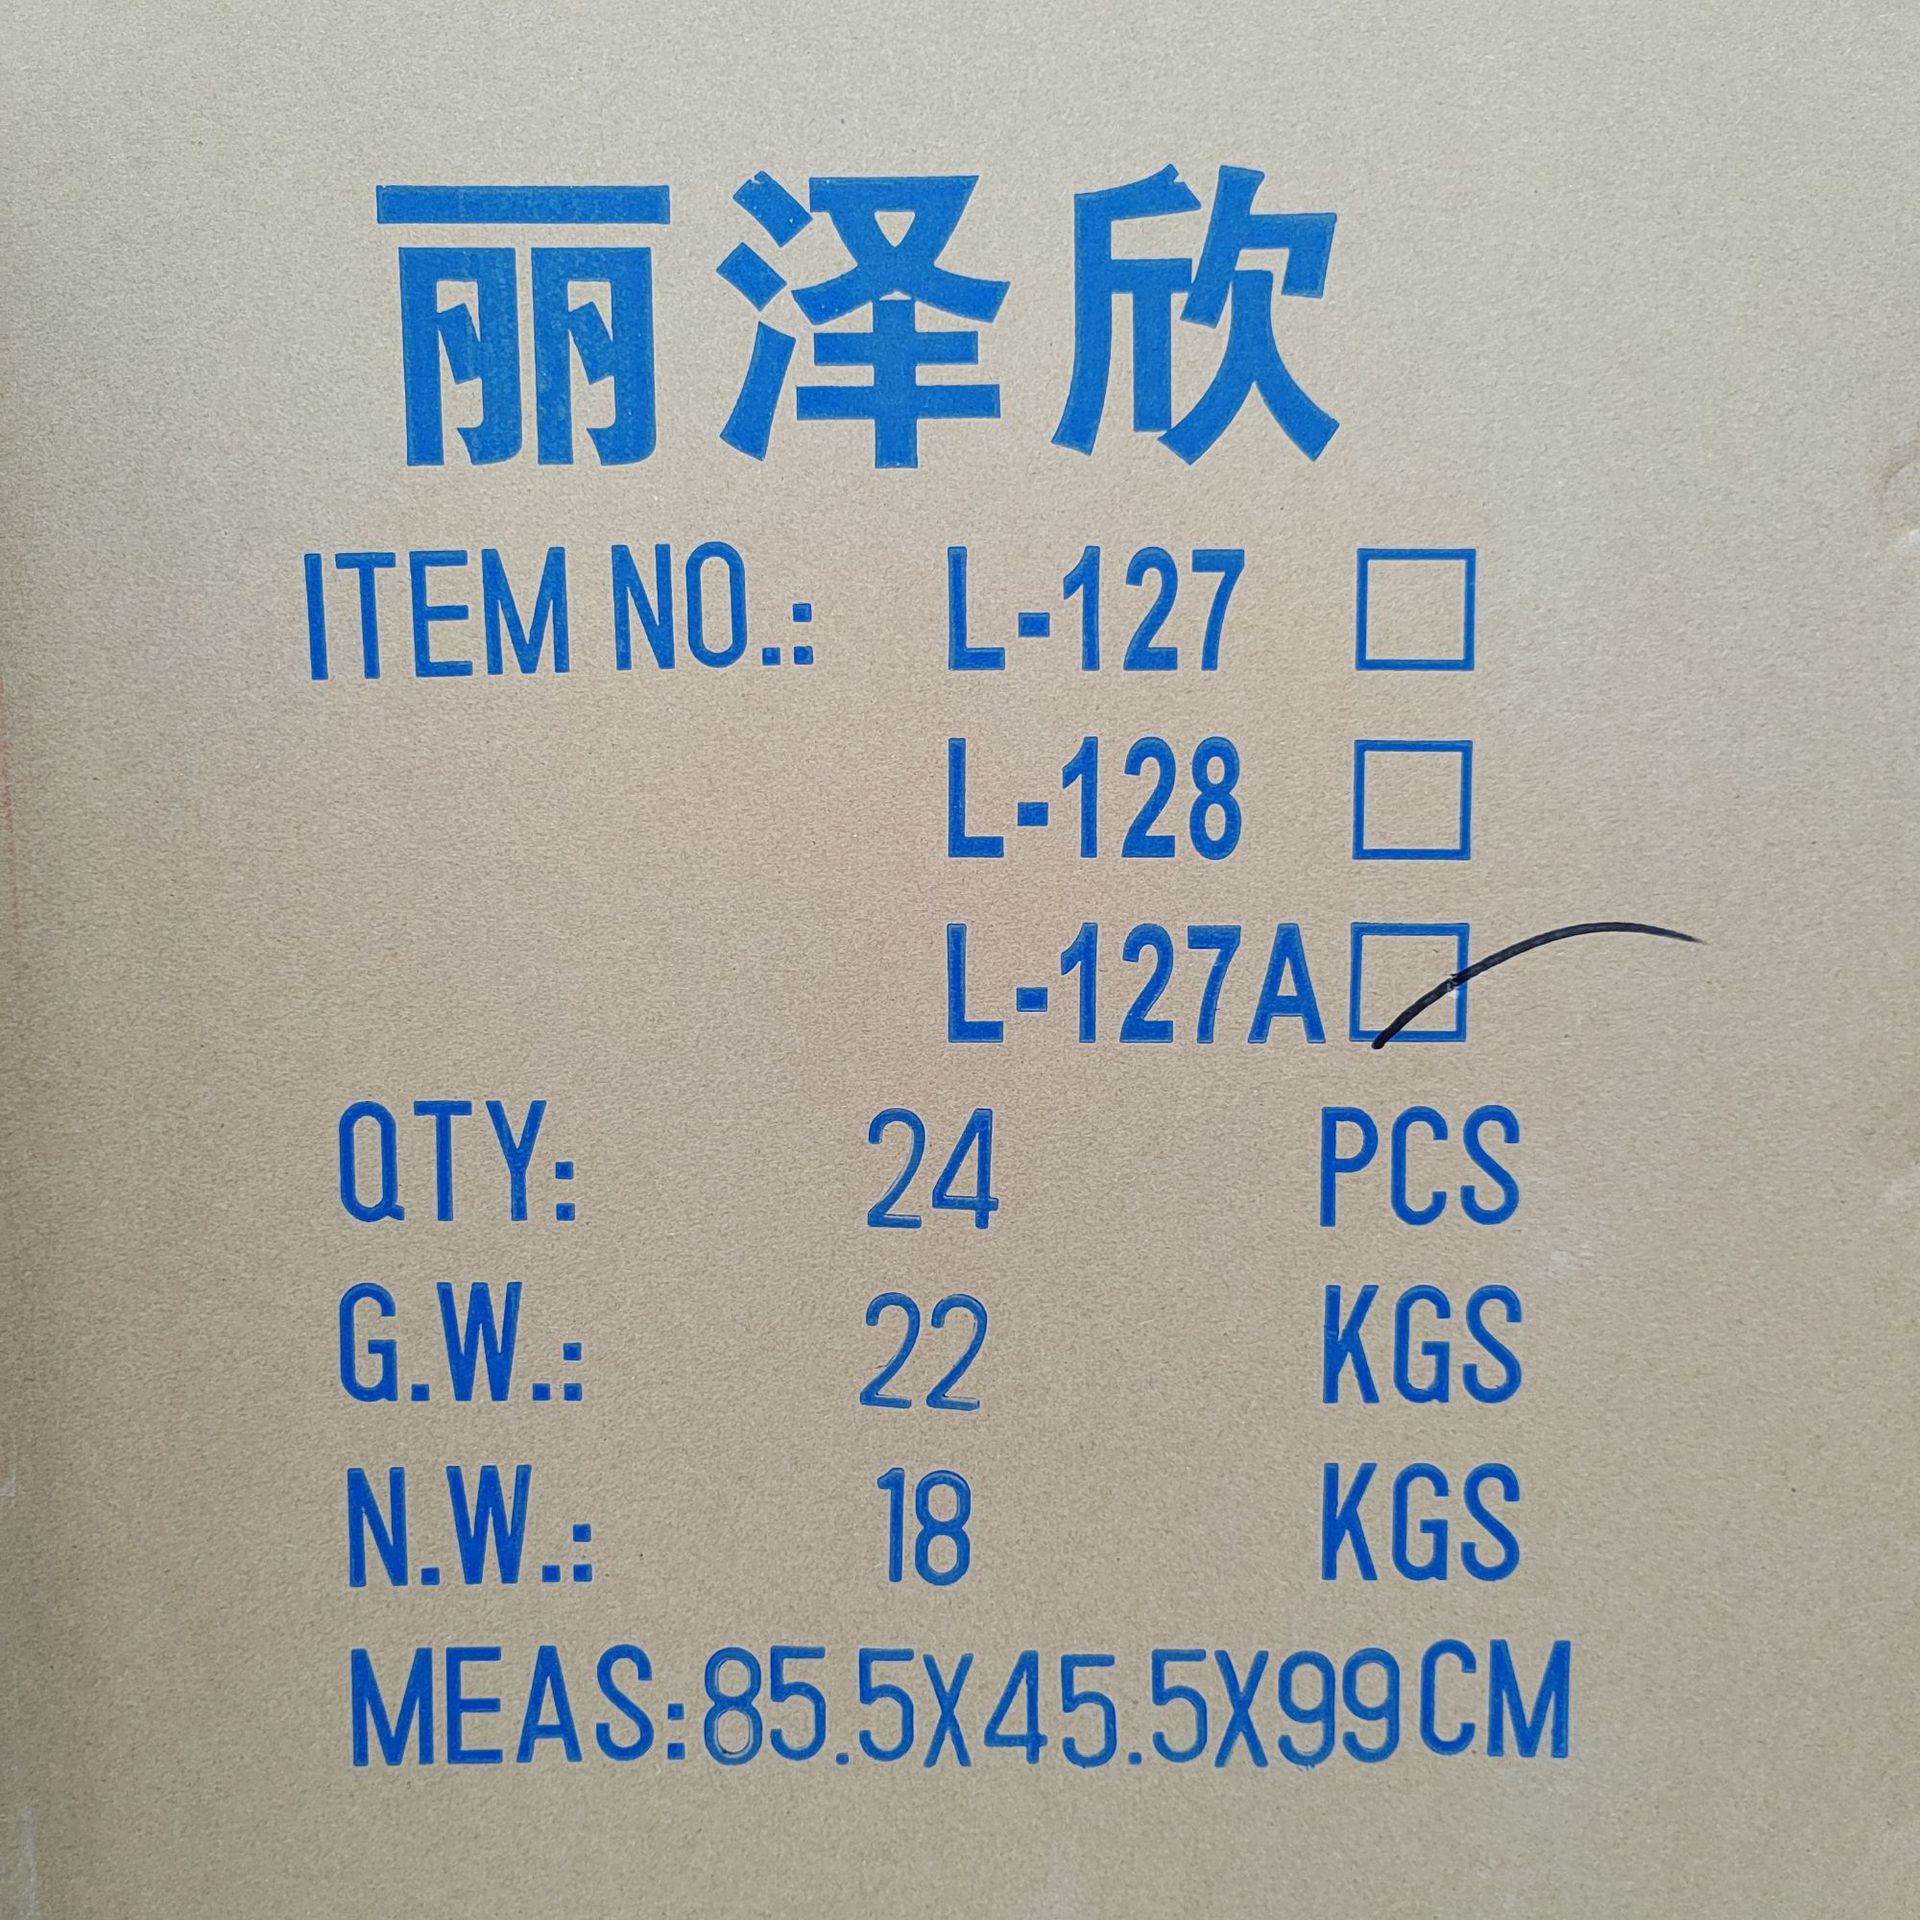 丽泽欣
ITEM NO.: L-127
L-128
L-127A
QTY: 24 PCS
G.W.: 22 KGS
N.W.: 18 KGS
MEAS:85.5X45.5X99CM